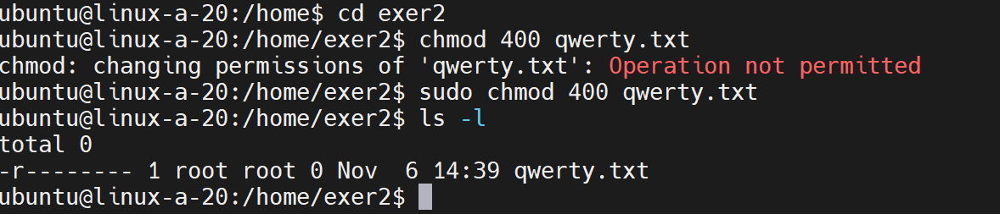 ubuntu@linux-a-20:/home$ cd exer2
ubuntu@linux-a-20:/home/exer2$ chmod 400 qwerty.txt
chmod: changing permissions of 'qwerty.txt': Operation not permitted
ubuntu@linux-a-20:/home/exer2$ sudo chmod 400 qwerty.txt
ubuntu@linux-a-20:/home/exer2$ ls -l
total 0
-r-------- 1 root root 0 Nov  6 14:39 qwerty.txt
ubuntu@linux-a-20:/home/exer2$